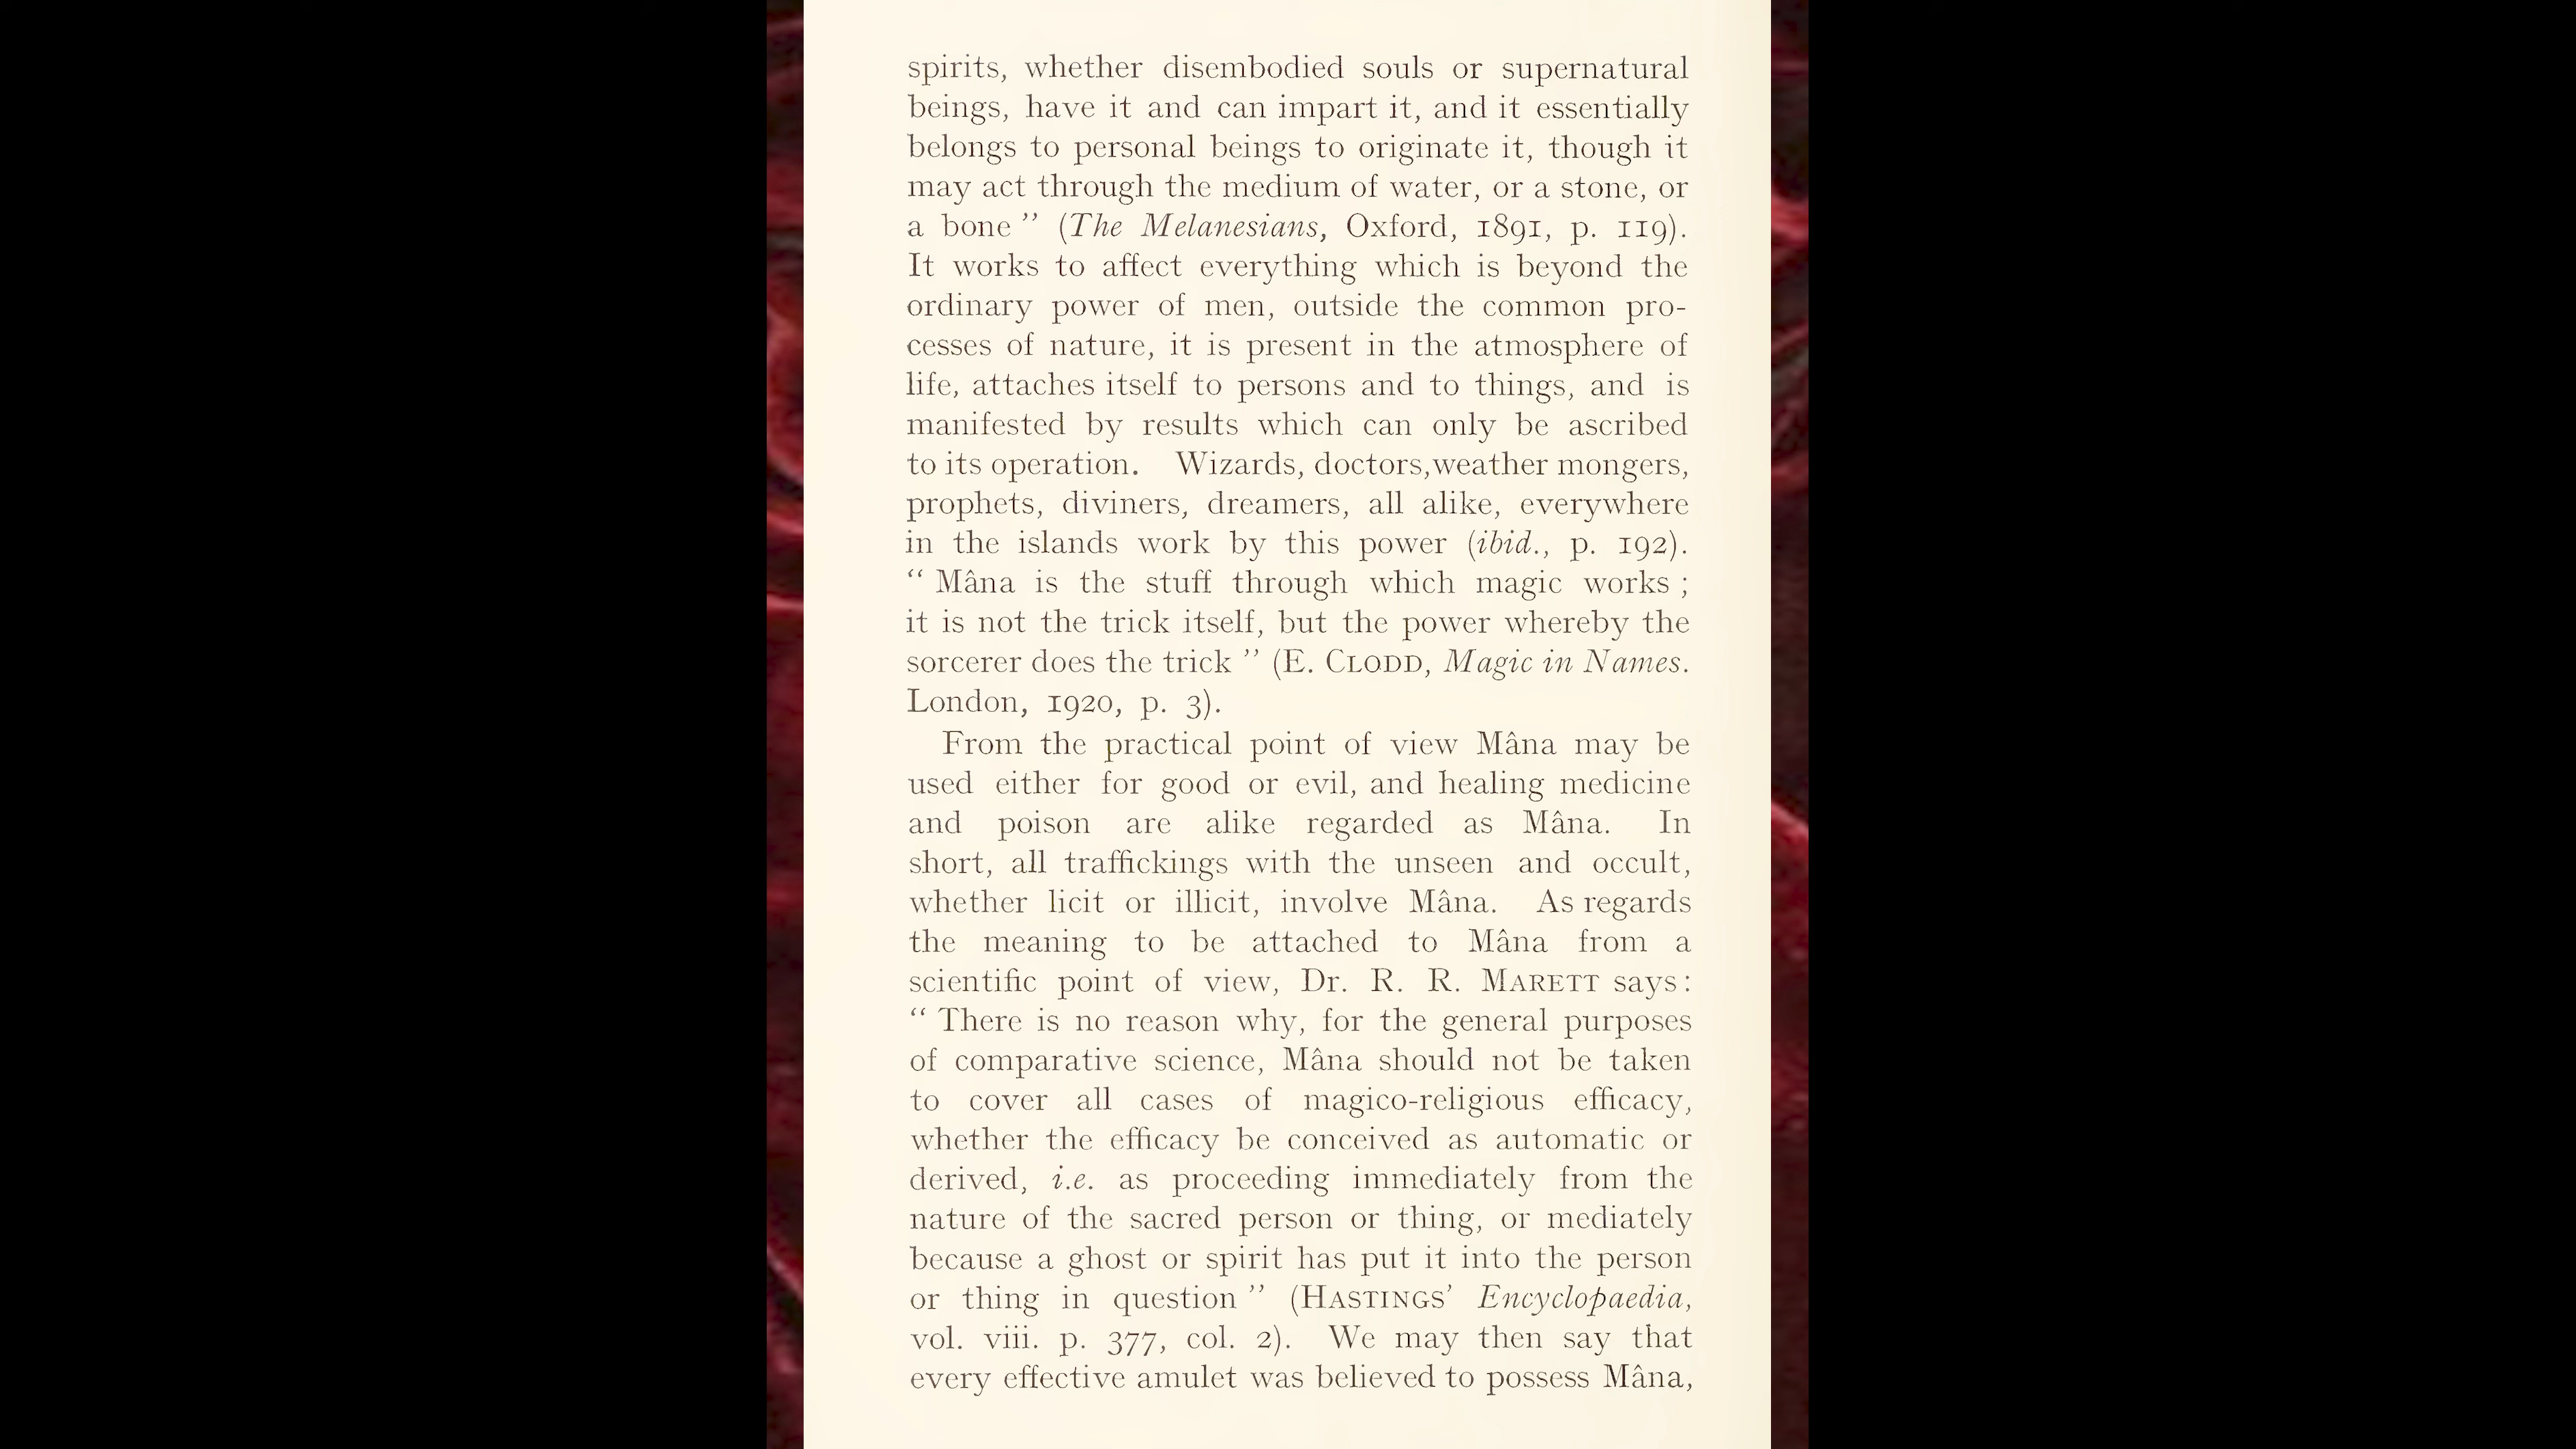 spirits, whether disembodied souls or supernatural
beings, have it and can impart it, and it essentially
belongs to personal beings to originate it, though it
may act through the medium of water, or a stone, or
a bone ” (The Melanesians, Oxford, 1891, p. 119).
It works to affect everything which is beyond the
ordinary power of men, outside the common pro-
cesses of nature, it is present in the atmosphere of
life, attaches itself to persons and to things, and is
manifested by results which can only be ascribed
to its operation. Wizards, doctors,weather mongers,
prophets, diviners, dreamers, all alike, everywhere
in the islands work by this power (ibid., p. 192).
“ Mâna is the stuff through which magic works ;
it is not the trick itself, but the power whereby the
sorcerer does the trick ” (E. CLODD, Magic in Names.
London, 1920, p. 3).
From the practical point of view Mâna may be
used either for good or evil, and healing medicine
and poison are alike regarded as Mâna. In
short, all traffickings with the unseen and occult,
whether licit or illicit, involve Mâna. As regards
the meaning to be attached to Mâna from a
scientific point of view, Dr. R. R. MARETT says:
“ There is no reason why, for the general purposes
of comparative science, Mâna should not be taken
to cover all cases of magico-religious efficacy,
whether the efficacy be conceived as automatic or
derived, i.e. as proceeding immediately from the
nature of the sacred person or thing, or mediately
because a ghost or spirit has put it into the person
or thing in question ” (HASTINGS’ Encyclopaedia,
vol. viii. p. 377, col. 2). We may then say that
every effective amulet was believed to possess Mâna,